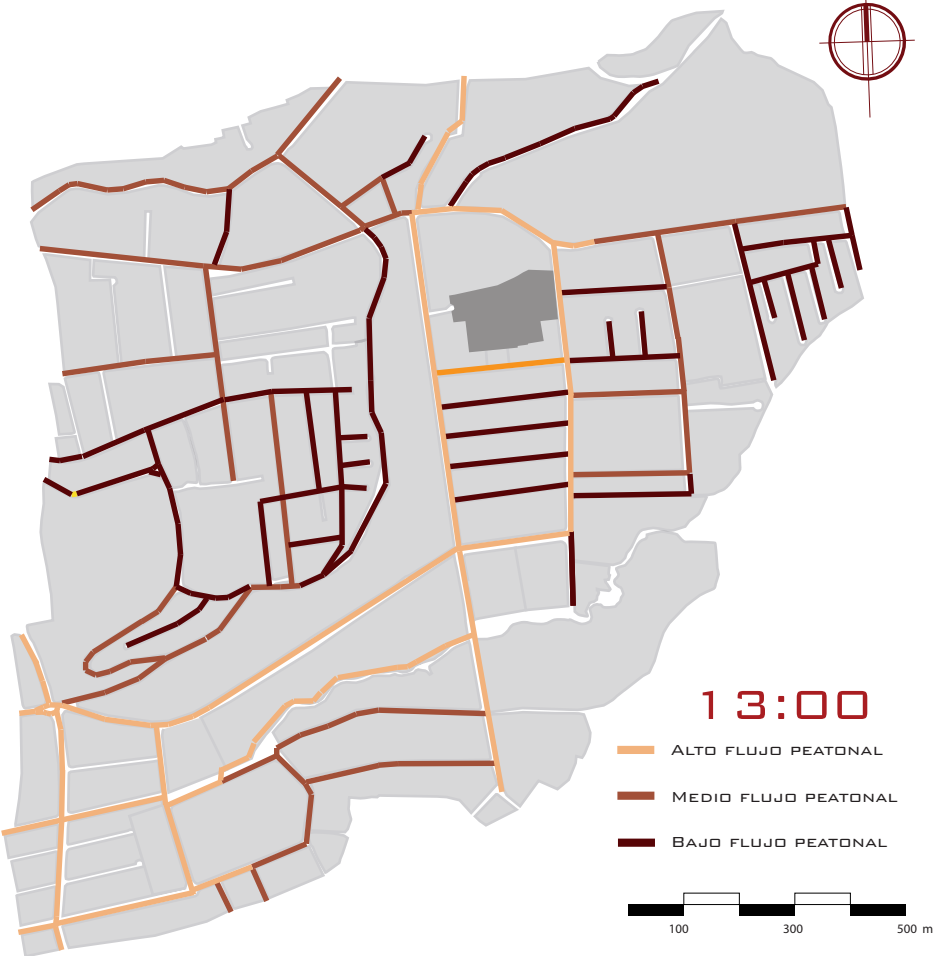 13:00
ALTO FLUJO PEATONAL
MEDIO FLUJO PEATONAL
BAJO FLUJO PEATONAL
100 300 500 m